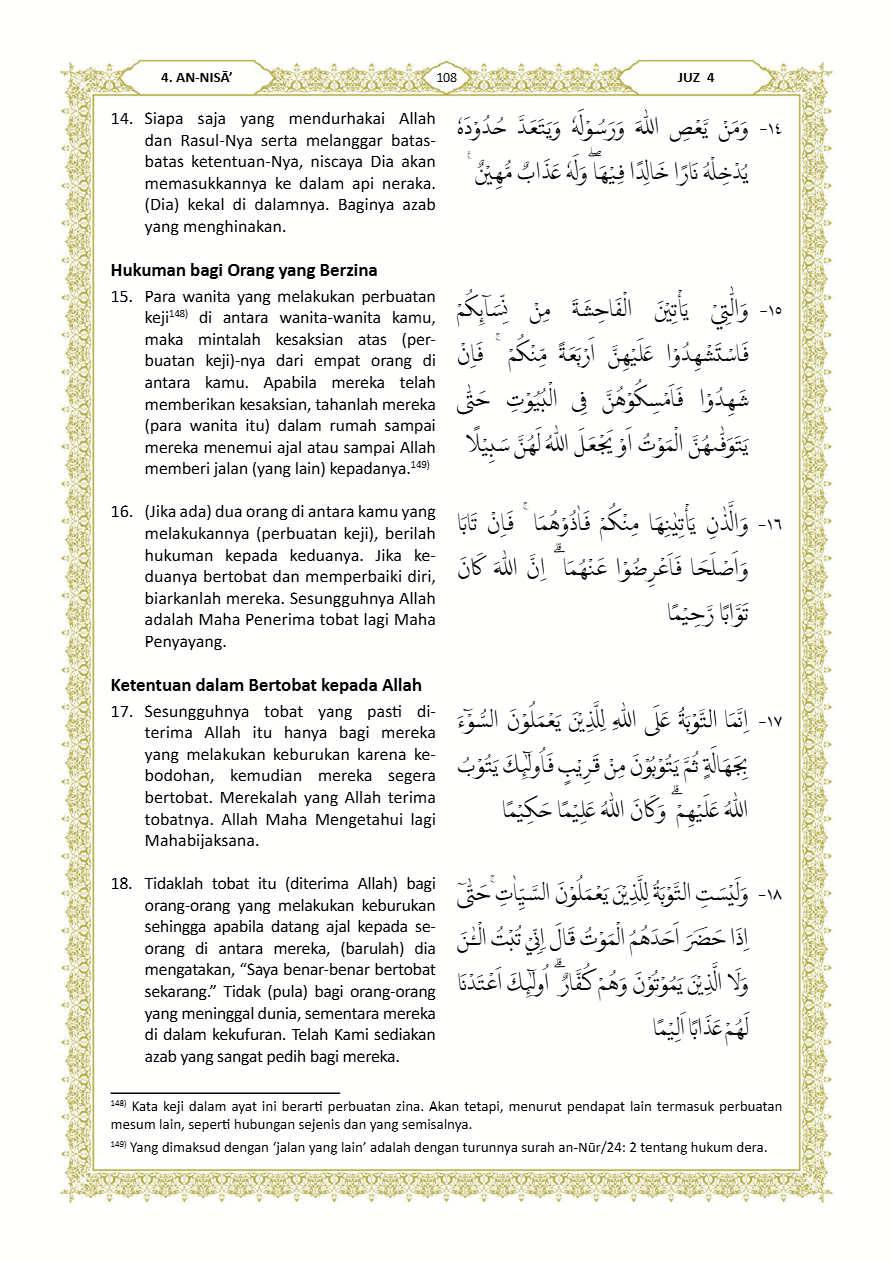 4. AN-NISĀ’
108
JUZ 4
14. Siapa saja yang mendurhakai Allah
dan Rasul-Nya serta melanggar batas-
batas ketentuan-Nya, niscaya Dia akan
memasukkannya ke dalam api neraka.
(Dia) kekal di dalamnya. Baginya azab
yang menghinakan.
١٤- وَمَنْ يَّعْصِ اللّٰهَ وَرَسُوْلَهٗ وَيَتَعَدَّ حُدُوْدَهٗ
يُدْخِلْهُ نَارًا خَالِدًا فِيْهَاۖ وَلَهٗ عَذَابٌ مُّهِيْنٌ ࣖ
Hukuman bagi Orang yang Berzina
15. Para wanita yang melakukan perbuatan
keji148) di antara wanita-wanita kamu,
maka mintalah kesaksian atas (per-
buatan keji)-nya dari empat orang di
antara kamu. Apabila mereka telah
memberikan kesaksian, tahanlah mereka
(para wanita itu) dalam rumah sampai
mereka menemui ajal atau sampai Allah
memberi jalan (yang lain) kepadanya.149)
١٥- وَالّٰتِيْ يَأْتِيْنَ الْفَاحِشَةَ مِنْ نِّسَاۤىِٕكُمْ
فَاسْتَشْهِدُوْا عَلَيْهِنَّ اَرْبَعَةً مِّنْكُمْ ۚ فَاِنْ
شَهِدُوْا فَاَمْسِكُوْهُنَّ فِى الْبُيُوْتِ حَتّٰى
يَتَوَفّٰىهُنَّ الْمَوْتُ اَوْ يَجْعَلَ اللّٰهُ لَهُنَّ سَبِيْلًا
16. (Jika ada) dua orang di antara kamu yang
melakukannya (perbuatan keji), berilah
hukuman kepada keduanya. Jika ke-
duanya bertobat dan memperbaiki diri,
biarkanlah mereka. Sesungguhnya Allah
adalah Maha Penerima tobat lagi Maha
Penyayang.
١٦- وَالَّذٰنِ يَأْتِيٰنِهَا مِنْكُمْ فَاٰذُوْهُمَا ۚ فَاِنْ تَابَا
وَاَصْلَحَا فَاَعْرِضُوْا عَنْهُمَا ۗ اِنَّ اللّٰهَ كَانَ
تَوَّابًا رَّحِيْمًا
Ketentuan dalam Bertobat kepada Allah
17. Sesungguhnya tobat yang pasti di-
terima Allah itu hanya bagi mereka
yang melakukan keburukan karena ke-
bodohan, kemudian mereka segera
bertobat. Merekalah yang Allah terima
tobatnya. Allah Maha Mengetahui lagi
Mahabijaksana.
١٧- اِنَّمَا التَّوْبَةُ عَلَى اللّٰهِ لِلَّذِيْنَ يَعْمَلُوْنَ السُّوْۤءَ
بِجَهَالَةٍ ثُمَّ يَتُوْبُوْنَ مِنْ قَرِيْبٍ فَاُولٰۤىِٕكَ يَتُوْبُ
اللّٰهُ عَلَيْهِمْ ۗ وَكَانَ اللّٰهُ عَلِيْمًا حَكِيْمًا
18. Tidaklah tobat itu (diterima Allah) bagi
orang-orang yang melakukan keburukan
sehingga apabila datang ajal kepada se-
orang di antara mereka, (barulah) dia
mengatakan, “Saya benar-benar bertobat
sekarang.” Tidak (pula) bagi orang-orang
yang meninggal dunia, sementara mereka
di dalam kekufuran. Telah Kami sediakan
azab yang sangat pedih bagi mereka.
١٨- وَلَيْسَتِ التَّوْبَةُ لِلَّذِيْنَ يَعْمَلُوْنَ السَّيِّاٰتِۚ حَتّٰىٓ
اِذَا حَضَرَ اَحَدَهُمُ الْمَوْتُ قَالَ اِنِّيْ تُبْتُ الْـٰٔنَ
وَلَا الَّذِيْنَ يَمُوْتُوْنَ وَهُمْ كُفَّارٌ ۗ اُولٰۤىِٕكَ اَعْتَدْنَا
لَهُمْ عَذَابًا اَلِيْمًا
148) Kata keji dalam ayat ini berarti perbuatan zina. Akan tetapi, menurut pendapat lain termasuk perbuatan
mesum lain, seperti hubungan sejenis dan yang semisalnya.
149) Yang dimaksud dengan ‘jalan yang lain’ adalah dengan turunnya surah an-Nūr/24: 2 tentang hukum dera.